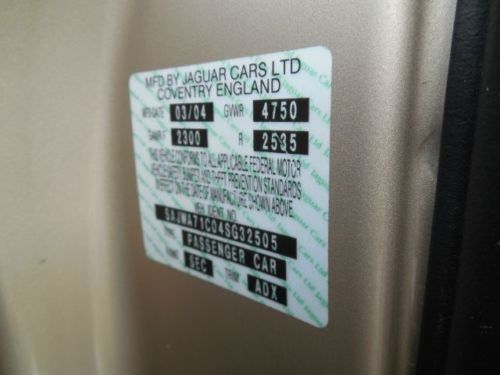 MFD BY JAGUAR CARS LTD
COVENTRY ENGLAND
MFG DATE 03/04 GVWR 4750
GAWR F 2300 R 2535
THIS VEHICLE CONFORMS TO ALL APPLICABLE FEDERAL MOTOR
VEHICLE SAFETY, BUMPER, AND THEFT PREVENTION STANDARDS
IN EFFECT ON THE DATE OF MANUFACTURE SHOWN ABOVE
VEH. IDENT. NO.
SAJWA71C04SG32505
TYPE PASSENGER CAR
PAINT SEC TRIM ADX